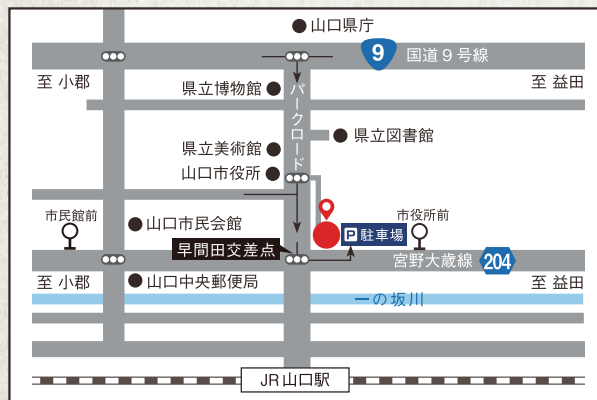 山口県庁
9
国道9号線
至 小郡
県立博物館
パークロード
至 益田
県立図書館
県立美術館
山口市役所
市民館前
山口市民会館
P 駐車場
市役所前
早間田交差点
宮野大蔵線
204
至 小郡
山口中央郵便局
至 益田
一の坂川
JR山口駅